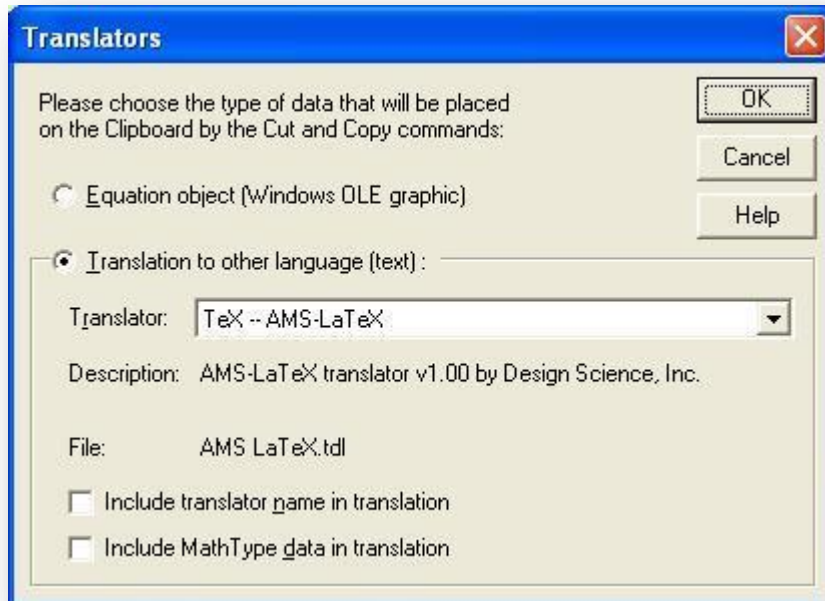 Translators
Please choose the type of data that will be placed
on the Clipboard by the Cut and Copy commands:
OK
Cancel
Help
Equation object (Windows OLE graphic)
Translation to other language (text) :
Translator: TeX -- AMS-LaTeX
Description: AMS-LaTeX translator v1.00 by Design Science, Inc.
File: AMS LaTeX.tdl
Include translator name in translation
Include MathType data in translation